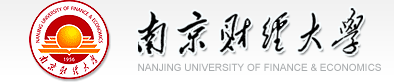 NANJING UNIVERSITY OF FINANCE & ECONOMICS
1956
南京财经大学
南京财经大学
NANJING UNIVERSITY OF FINANCE & ECONOMICS